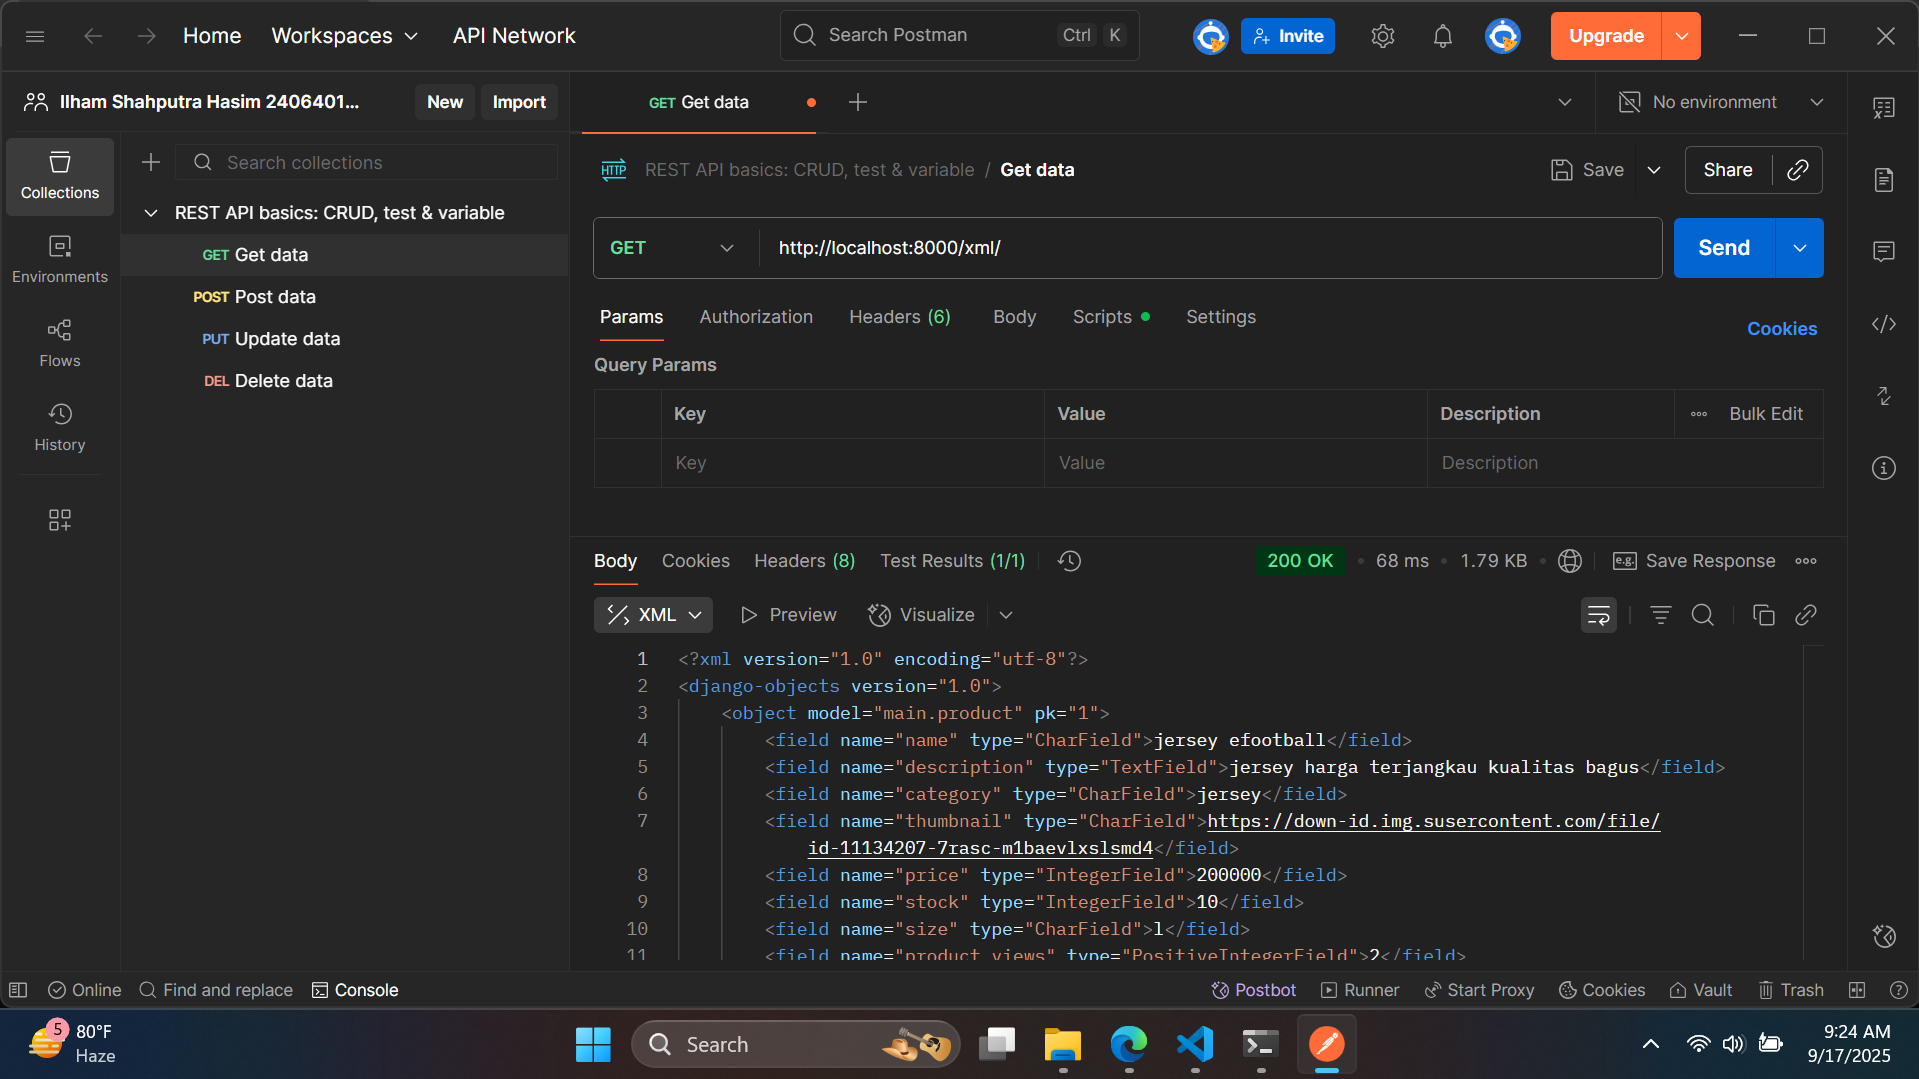 Home
Workspaces
API Network
Search Postman
Ctrl K
Invite
Upgrade
Ilham Shahputra Hasim 2406401...
New
Import
GET Get data
No environment
Collections
Environments
Flows
History
Search collections
REST API basics: CRUD, test & variable
GET Get data
POST Post data
PUT Update data
DEL Delete data
HTTP REST API basics: CRUD, test & variable / Get data
Save
Share
GET http://localhost:8000/xml/
Send
Params Authorization Headers (6) Body Scripts Settings
Cookies
Query Params
Key Value Description ••• Bulk Edit
Key Value Description
Body Cookies Headers (8) Test Results (1/1)
200 OK • 68 ms • 1.79 KB • e.g. Save Response •••
XML Preview Visualize
1 <?xml version="1.0" encoding="utf-8"?>
2 <django-objects version="1.0">
3 <object model="main.product" pk="1">
4 <field name="name" type="CharField">jersey efootball</field>
5 <field name="description" type="TextField">jersey harga terjangkau kualitas bagus</field>
6 <field name="category" type="CharField">jersey</field>
7 <field name="thumbnail" type="CharField">https://down-id.img.susercontent.com/file/
id-11134207-7rasc-m1baevlxslsmd4</field>
8 <field name="price" type="IntegerField">200000</field>
9 <field name="stock" type="IntegerField">10</field>
10 <field name="size" type="CharField">l</field>
11 <field name="product_views" type="PositiveIntegerField">2</field>
Online
Find and replace
Console
Postbot
Runner
Start Proxy
Cookies
Vault
Trash
5
80°F
Haze
Search
9:24 AM
9/17/2025